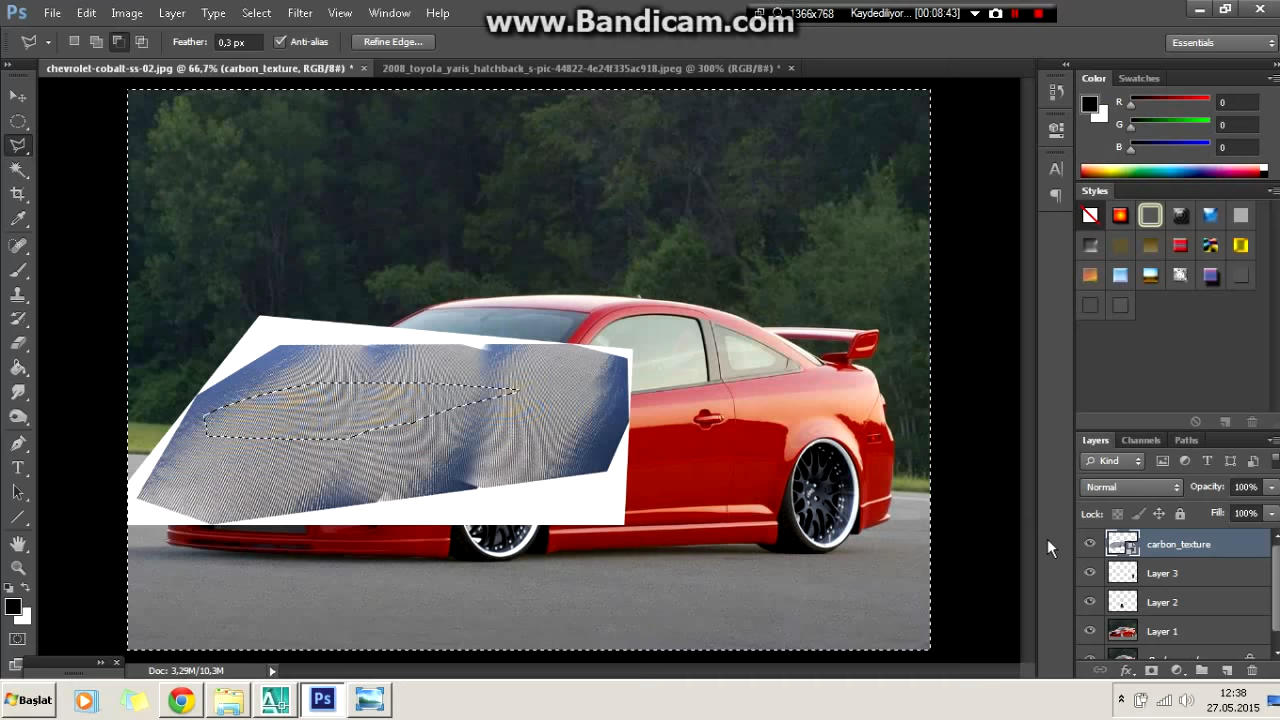 www.Bandicam.com
1366x768 Kaydediliyor... [00:08:43]
Ps File Edit Image Layer Type Select Filter View Window Help
Feather: 0,3 px Anti-alias Refine Edge... Essentials
chevrolet-cobalt-ss-02.jpg @ 66,7% (carbon_texture, RGB/8#) * × 2008_toyota_yaris_hatchback_s-pic-44822-4e24f335ac918.jpeg @ 300% (RGB/8#) * ×
Color Swatches
R 0
G 0
B 0
Styles
Layers Channels Paths
Kind
Normal Opacity: 100%
Lock: Fill: 100%
carbon_texture
Layer 3
Layer 2
Layer 1
Doc: 3,29M/10,3M
Başlat
12:38
27.05.2015